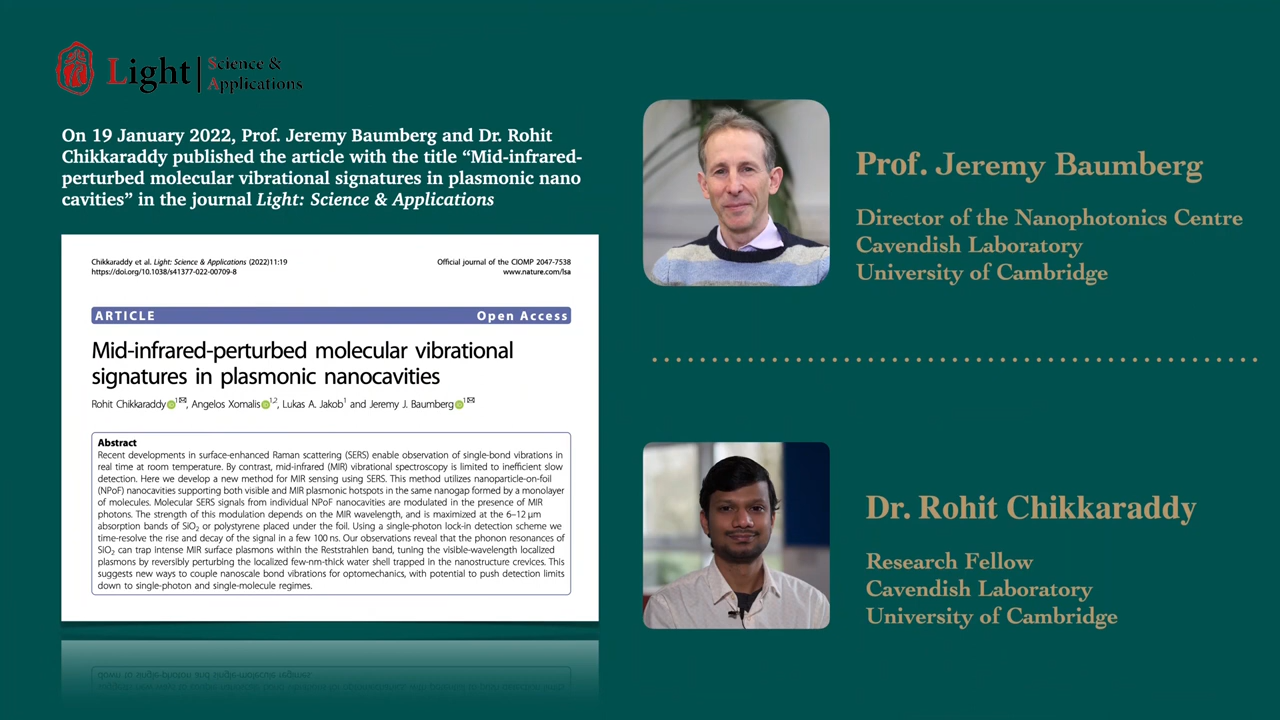 Light | Science &
Applications
On 19 January 2022, Prof. Jeremy Baumberg and Dr. Rohit
Chikkaraddy published the article with the title “Mid-infrared-
perturbed molecular vibrational signatures in plasmonic nano
cavities” in the journal Light: Science & Applications
Chikkaraddy et al. Light: Science & Applications (2022)11:19
https://doi.org/10.1038/s41377-022-00709-8
Official journal of the CIOMP 2047-7538
www.nature.com/lsa
ARTICLE
Open Access
Mid-infrared-perturbed molecular vibrational
signatures in plasmonic nanocavities
Rohit Chikkaraddy 1✉, Angelos Xomalis 1,2, Lukas A. Jakob1 and Jeremy J. Baumberg 1✉
Abstract
Recent developments in surface-enhanced Raman scattering (SERS) enable observation of single-bond vibrations in
real time at room temperature. By contrast, mid-infrared (MIR) vibrational spectroscopy is limited to inefficient slow
detection. Here we develop a new method for MIR sensing using SERS. This method utilizes nanoparticle-on-foil
(NPoF) nanocavities supporting both visible and MIR plasmonic hotspots in the same nanogap formed by a monolayer
of molecules. Molecular SERS signals from individual NPoF nanocavities are modulated in the presence of MIR
photons. The strength of this modulation depends on the MIR wavelength, and is maximized at the 6–12 μm
absorption bands of SiO2 or polystyrene placed under the foil. Using a single-photon lock-in detection scheme we
time-resolve the rise and decay of the signal in a few 100 ns. Our observations reveal that the phonon resonances of
SiO2 can trap intense MIR surface plasmons within the Reststrahlen band, tuning the visible-wavelength localized
plasmons by reversibly perturbing the localized few-nm-thick water shell trapped in the nanostructure crevices. This
suggests new ways to couple nanoscale bond vibrations for optomechanics, with potential to push detection limits
down to single-photon and single-molecule regimes.
Prof. Jeremy Baumberg
Director of the Nanophotonics Centre
Cavendish Laboratory
University of Cambridge
Dr. Rohit Chikkaraddy
Research Fellow
Cavendish Laboratory
University of Cambridge